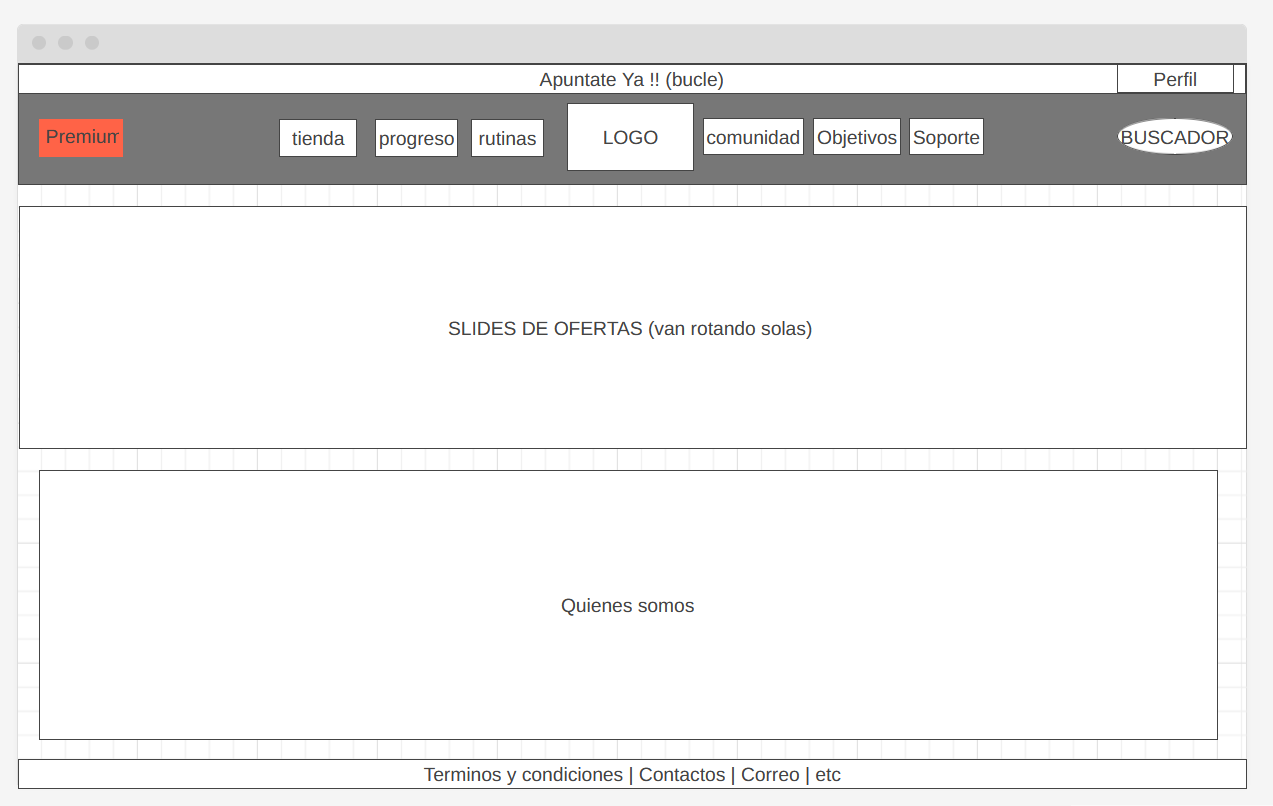 Apuntate Ya !! (bucle)
Perfil
Premium
tienda
progreso
rutinas
LOGO
comunidad
Objetivos
Soporte
BUSCADOR
SLIDES DE OFERTAS (van rotando solas)
Quienes somos
Terminos y condiciones | Contactos | Correo | etc